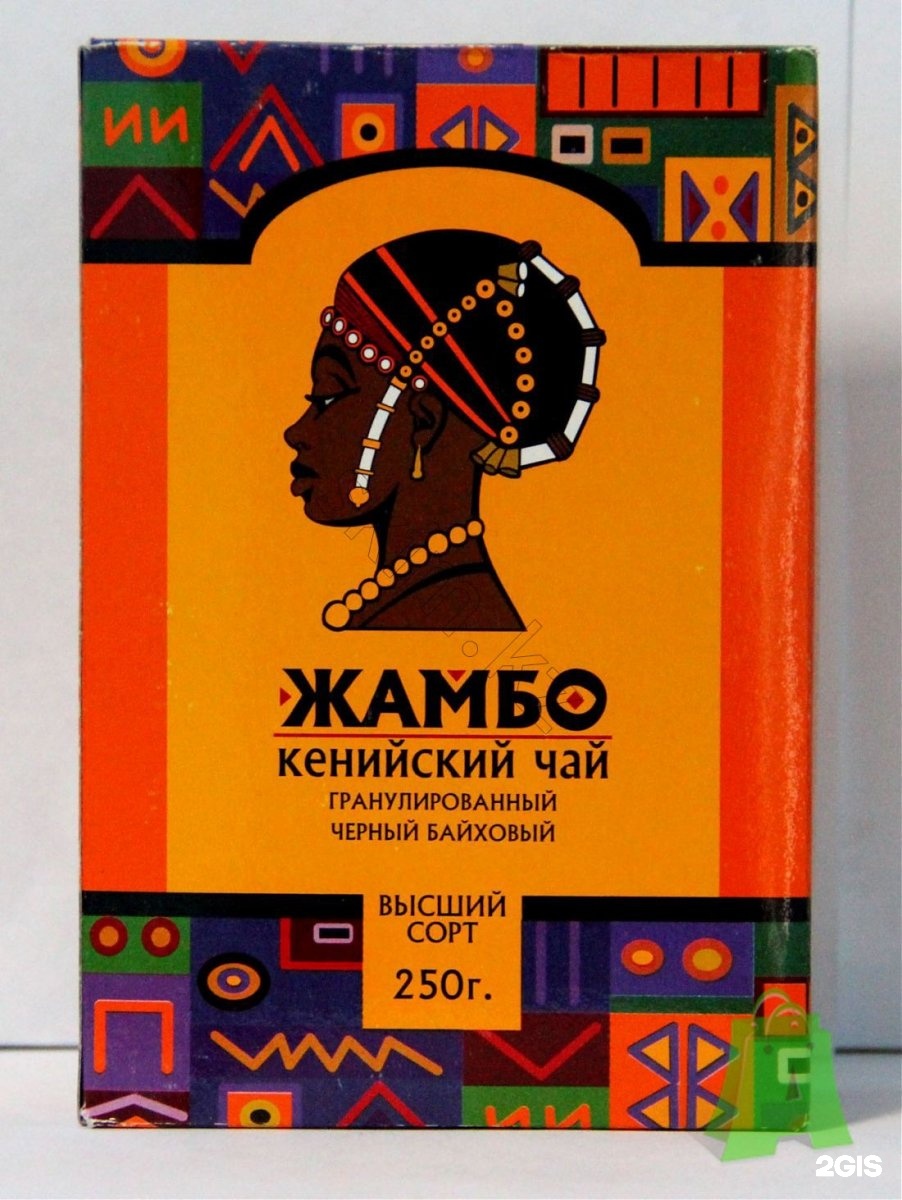 ЖАМБО
кенийский чай
ГРАНУЛИРОВАННЫЙ
ЧЕРНЫЙ БАЙХОВЫЙ
ВЫСШИЙ
СОРТ
250г.
2GIS